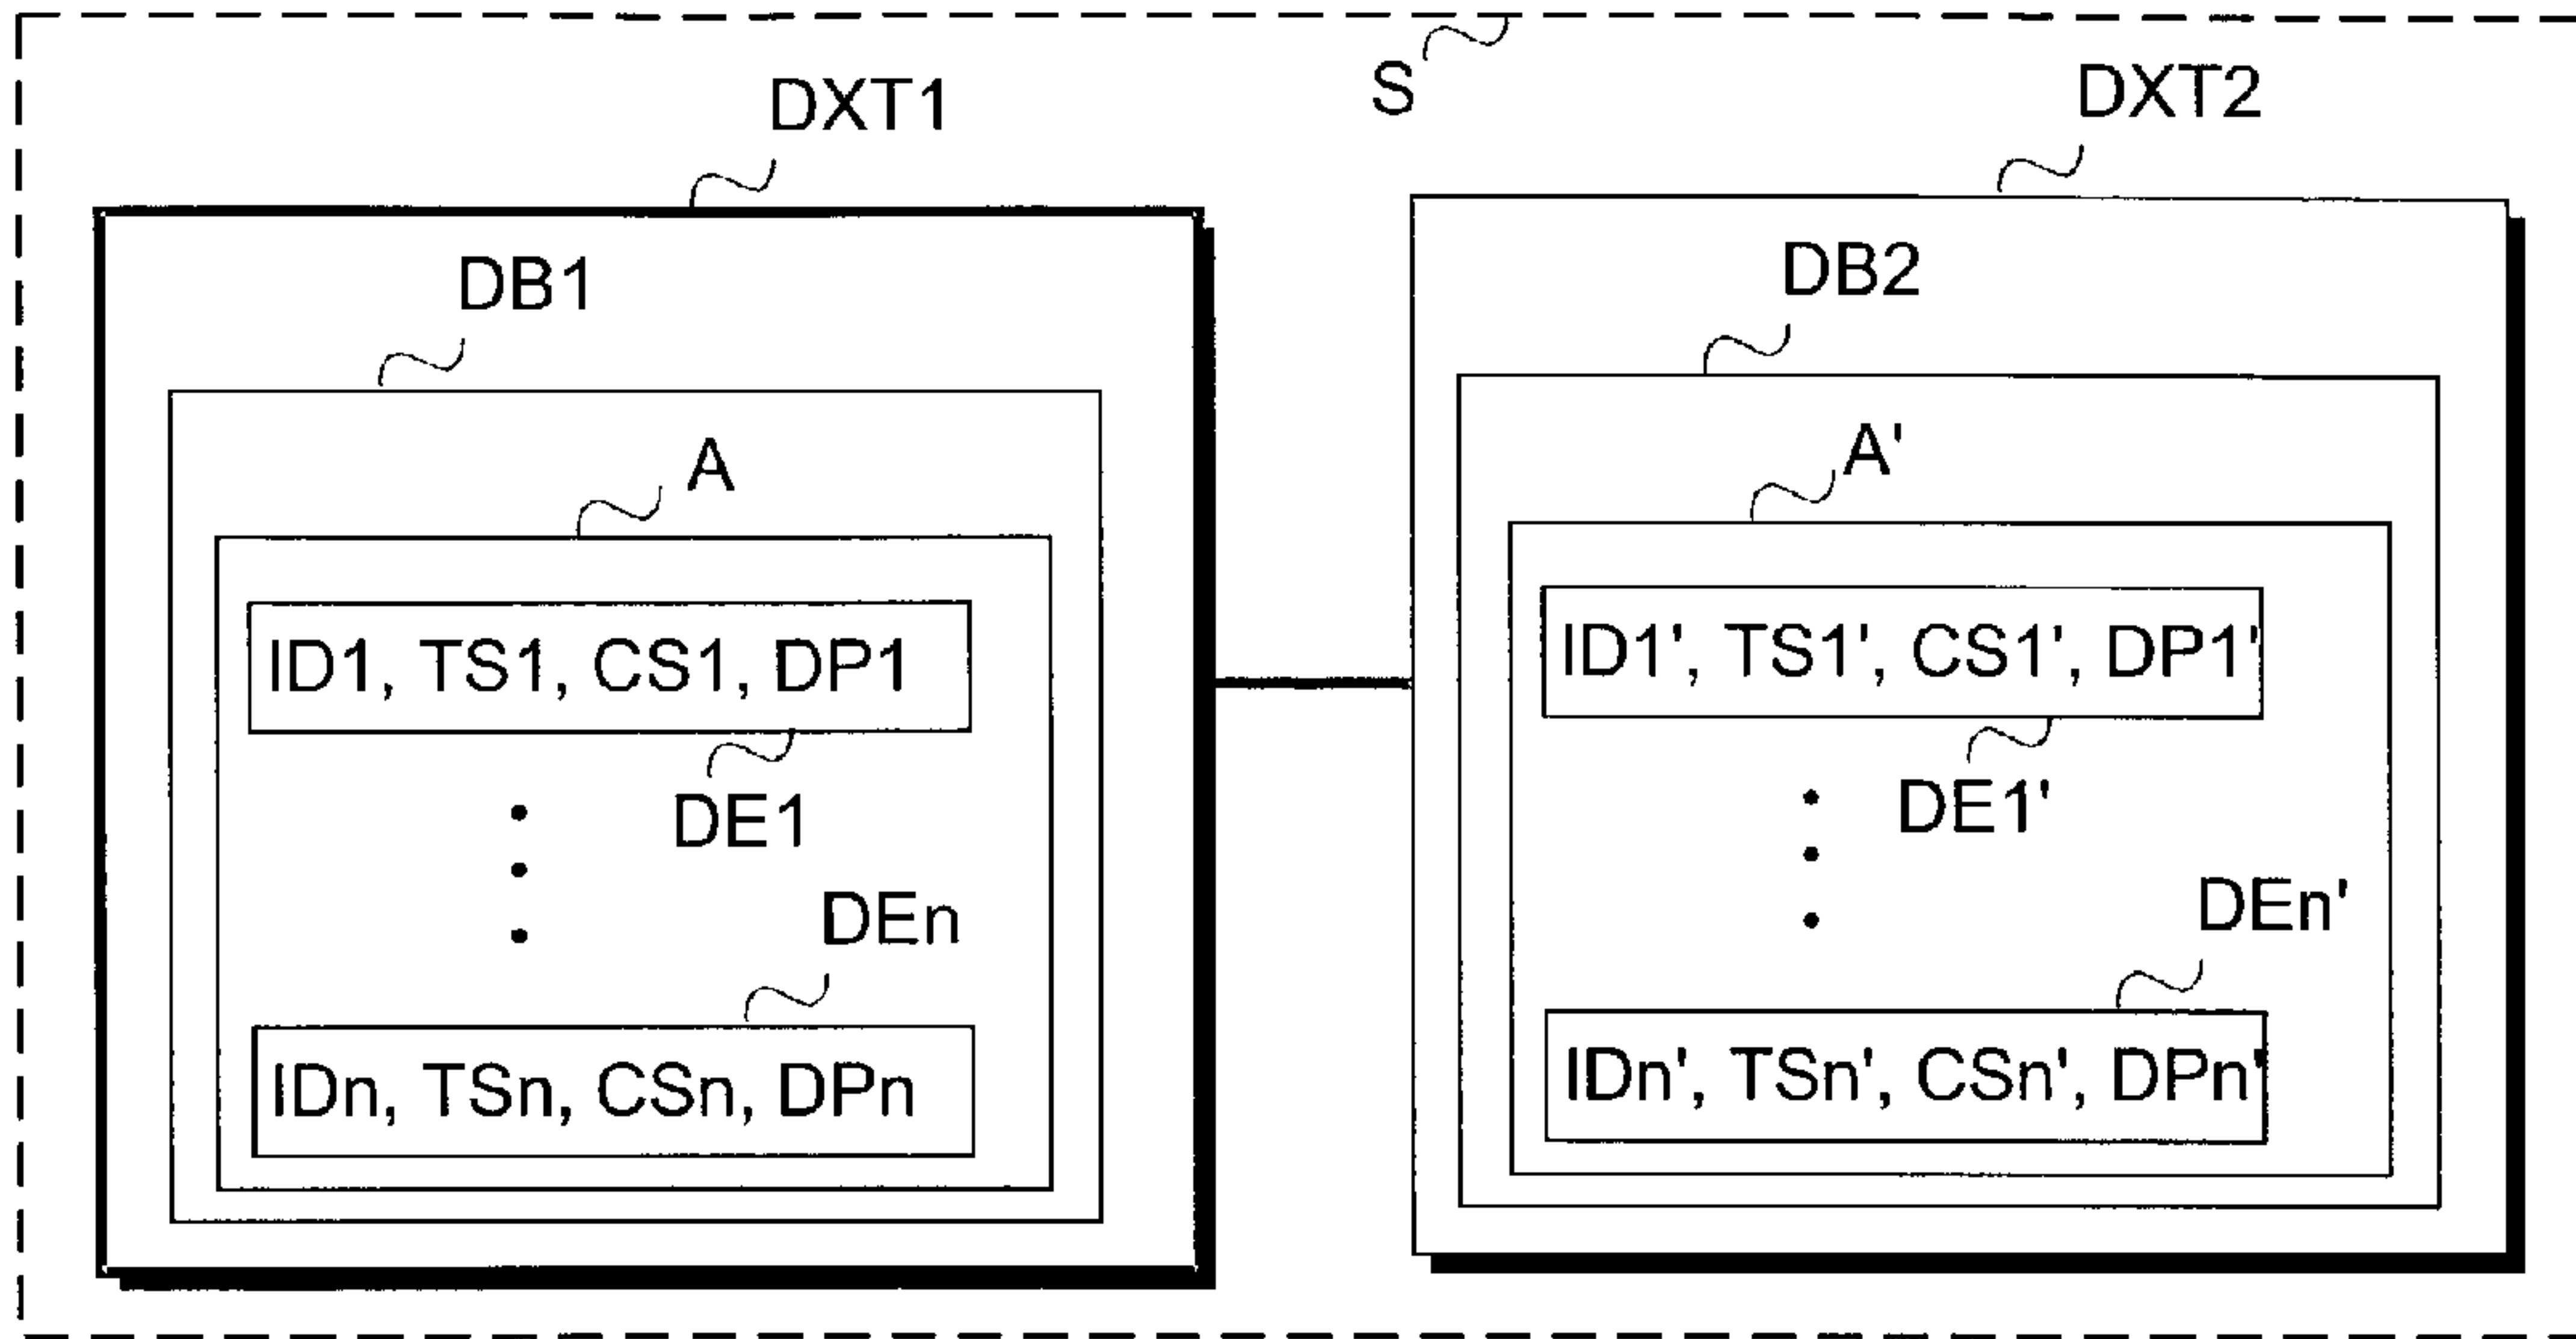 S
DXT1
DXT2
DB1
DB2
A
A'
ID1, TS1, CS1, DP1
ID1', TS1', CS1', DP1'
DE1
DE1'
DEn
DEn'
IDn, TSn, CSn, DPn
IDn', TSn', CSn', DPn'